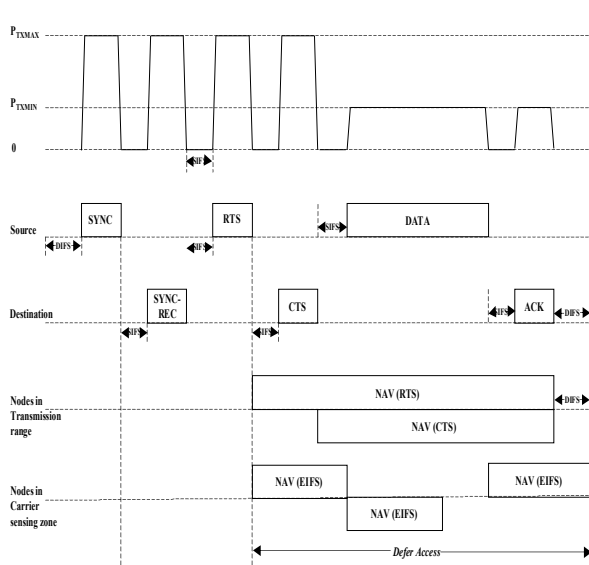 P_TXMAX
P_TXMIN
0
SIFS
Source
SYNC
RTS
DATA
DIFS
SIFS
SIFS
Destination
SYNC-
REC
CTS
ACK
SIFS
SIFS
SIFS
DIFS
Nodes in
Transmission
range
NAV (RTS)
DIFS
NAV (CTS)
Nodes in
Carrier
sensing zone
NAV (EIFS)
NAV (EIFS)
NAV (EIFS)
Defer Access